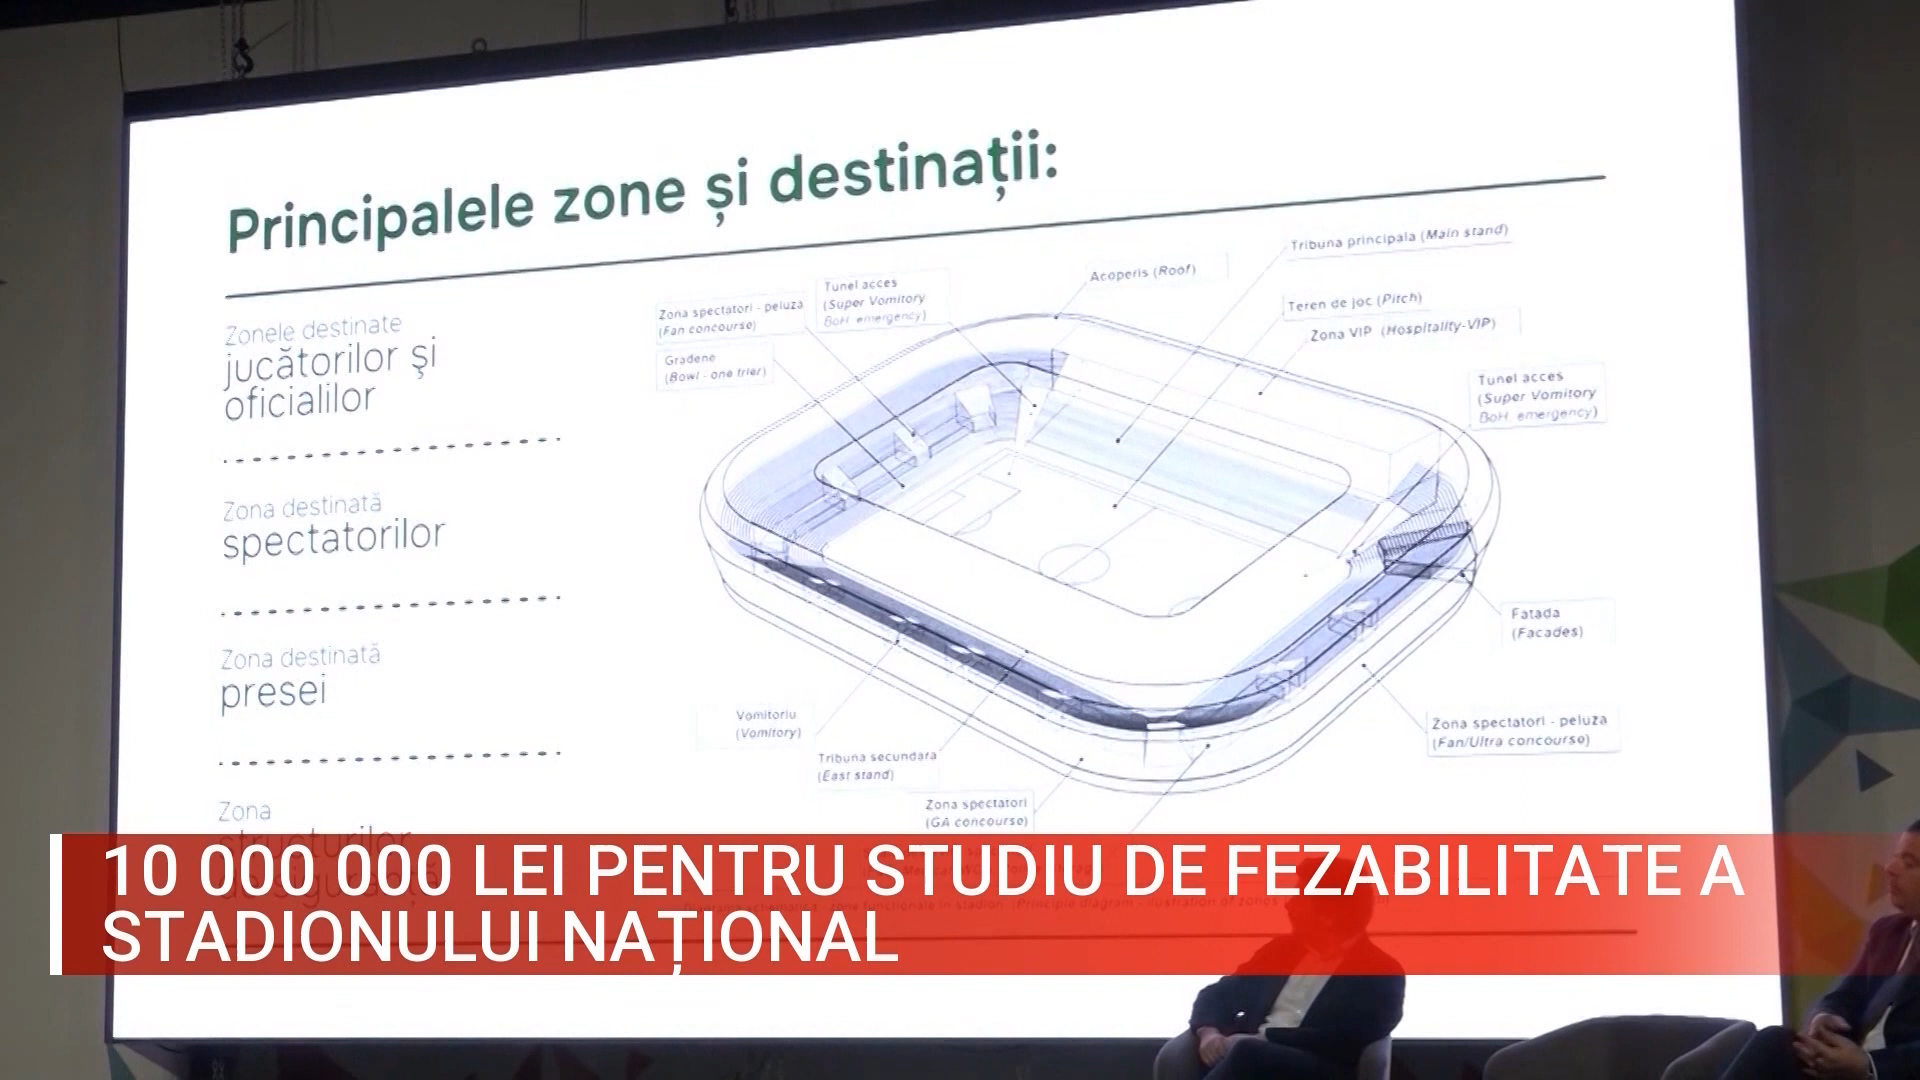 Principalele zone și destinații:
Zonele destinate
jucătorilor și
oficialilor
Zona destinată
spectatorilor
Zona destinată
presei
Zona
structurilor
de siguranță
Zona spectatori - peluza
(Fan concourse)
Tunel acces
(Super Vomitory
BoH emergency)
Gradene
(Bowl - one trier)
Acoperis (Roof)
Tribuna principala (Main stand)
Teren de joc (Pitch)
Zona VIP (Hospitality-VIP)
Tunel acces
(Super Vomitory
BoH emergency)
Fatada
(Facades)
Zona spectatori - peluza
(Fan/Ultra concourse)
Vomitoriu
(Vomitory)
Tribuna secundara
(East stand)
Zona spectatori
(GA concourse)
10 000 000 LEI PENTRU STUDIU DE FEZABILITATE A
STADIONULUI NAȚIONAL